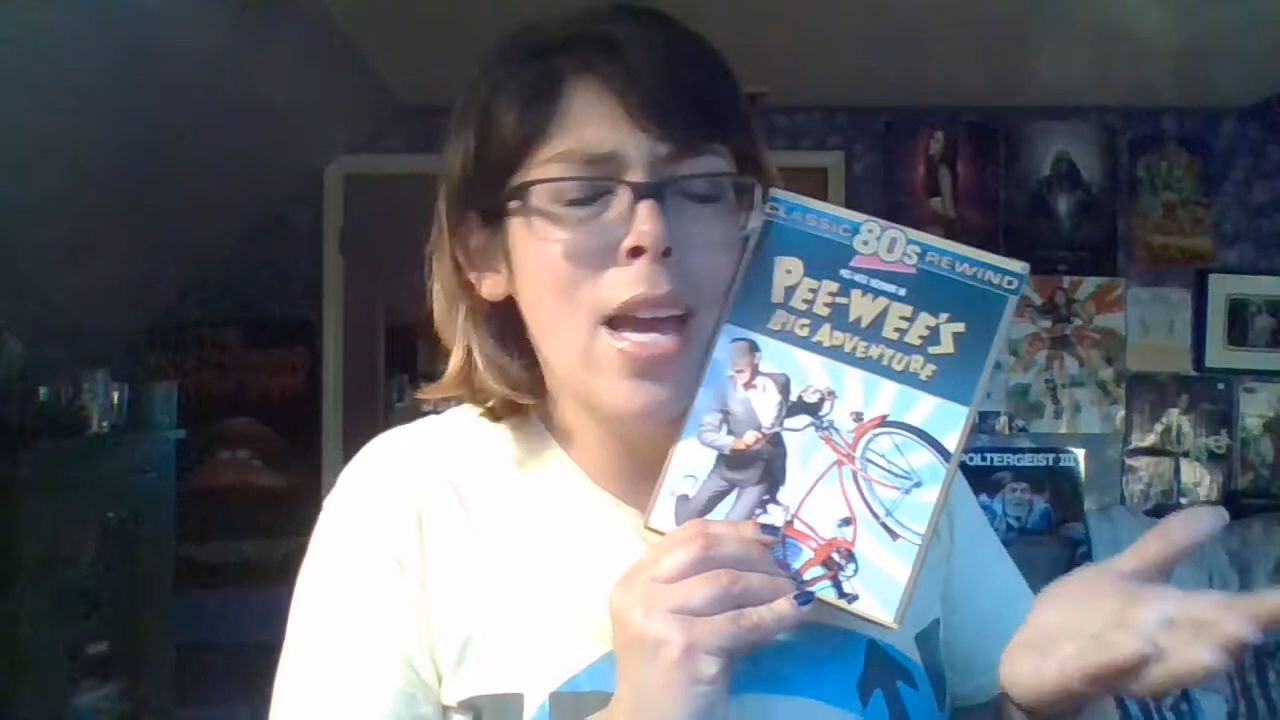 CLASSIC 80s REWIND
PEE-WEE'S
BIG ADVENTURE
POLTERGEIST III